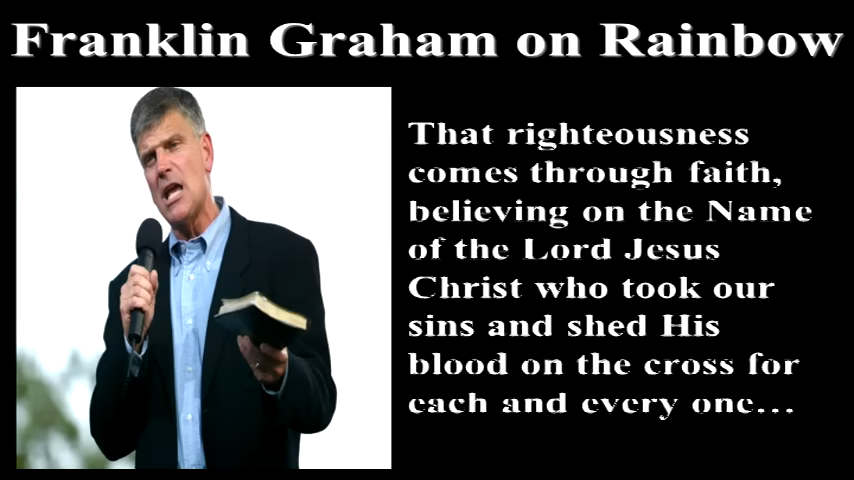 Franklin Graham on Rainbow
That righteousness
comes through faith,
believing on the Name
of the Lord Jesus
Christ who took our
sins and shed His
blood on the cross for
each and every one...